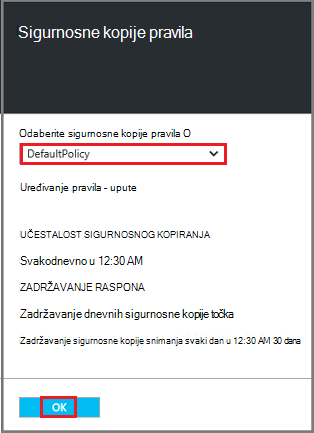 Sigurnosne kopije pravila
Odaberite sigurnosne kopije pravila O
DefaultPolicy
Uređivanje pravila - upute
UČESTALOST SIGURNOSNOG KOPIRANJA
Svakodnevno u 12:30 AM
ZADRŽAVANJE RASPONA
Zadržavanje dnevnih sigurnosne kopije točka
Zadržavanje sigurnosne kopije snimanja svaki dan u 12:30 AM 30 dana
OK